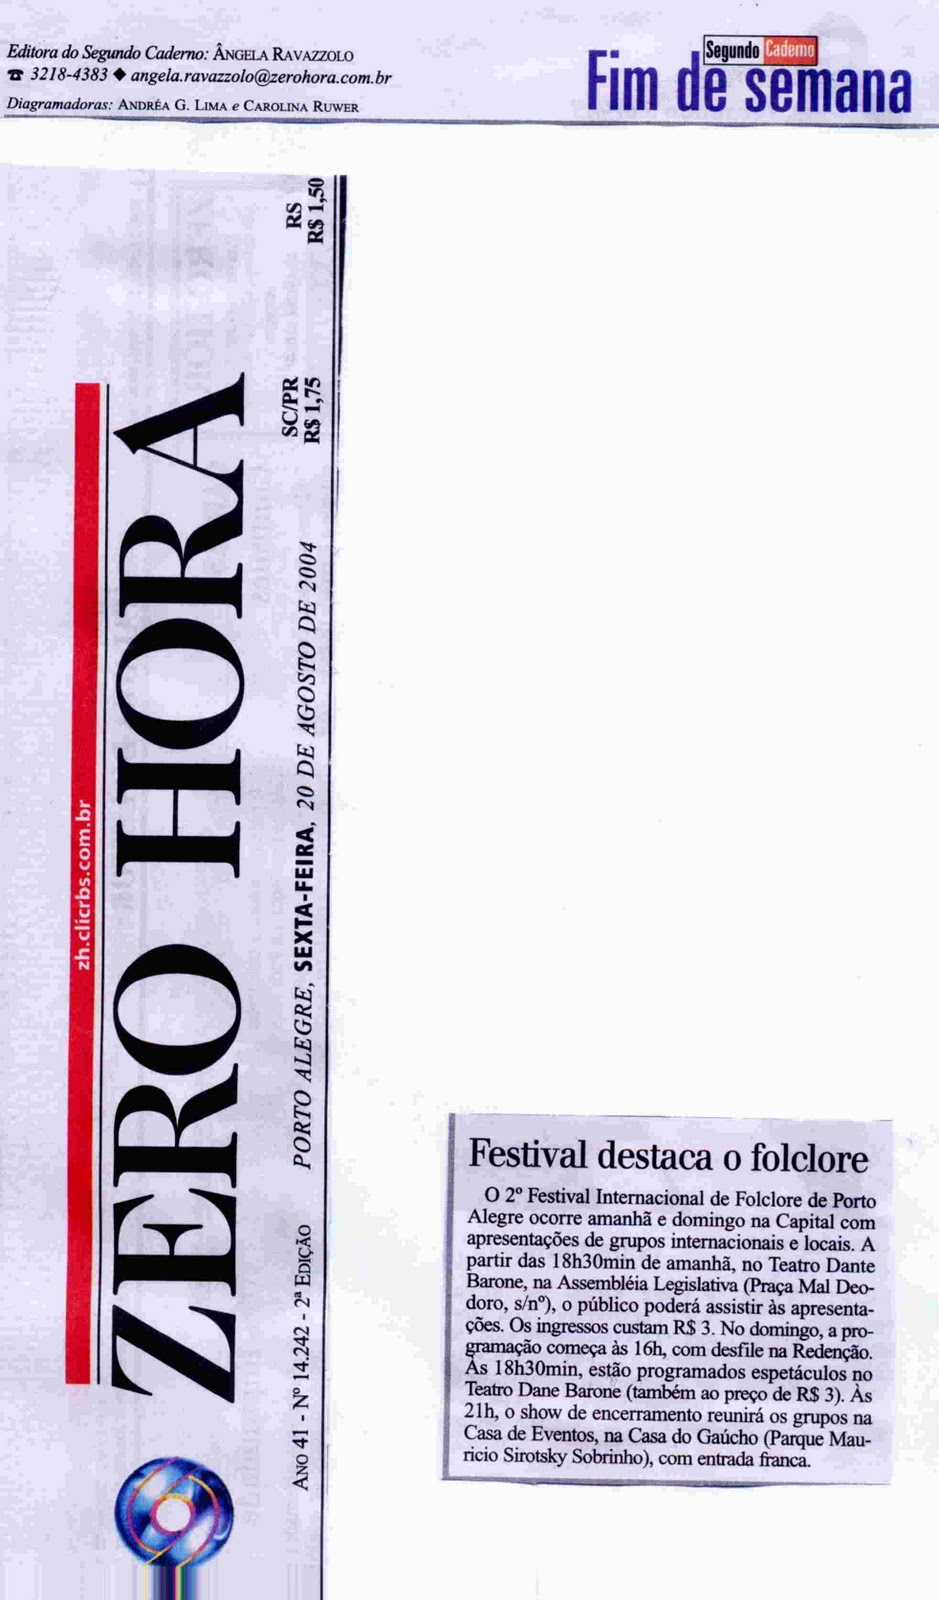 Editora do Segundo Caderno: ÂNGELA RAVAZZOLO
☎ 3218-4383 ◆ angela.ravazzolo@zerohora.com.br
Diagramadoras: ANDRÉA G. LIMA e CAROLINA RUWER
Segundo Caderno
Fim de semana
zh.clicrbs.com.br
ZERO HORA
ANO 41 - Nº 14.242 - 2ª EDIÇÃO PORTO ALEGRE, SEXTA-FEIRA, 20 DE AGOSTO DE 2004
SC/PR
R$ 1,75
RS
R$ 1,50
Festival destaca o folclore
O 2º Festival Internacional de Folclore de Porto
Alegre ocorre amanhã e domingo na Capital com
apresentações de grupos internacionais e locais. A
partir das 18h30min de amanhã, no Teatro Dante
Barone, na Assembléia Legislativa (Praça Mal Deo-
doro, s/nº), o público poderá assistir às apresenta-
ções. Os ingressos custam R$ 3. No domingo, a pro-
gramação começa às 16h, com desfile na Redenção.
Às 18h30min, estão programados espetáculos no
Teatro Dane Barone (também ao preço de R$ 3). Às
21h, o show de encerramento reunirá os grupos na
Casa de Eventos, na Casa do Gaúcho (Parque Mau-
ricio Sirotsky Sobrinho), com entrada franca.